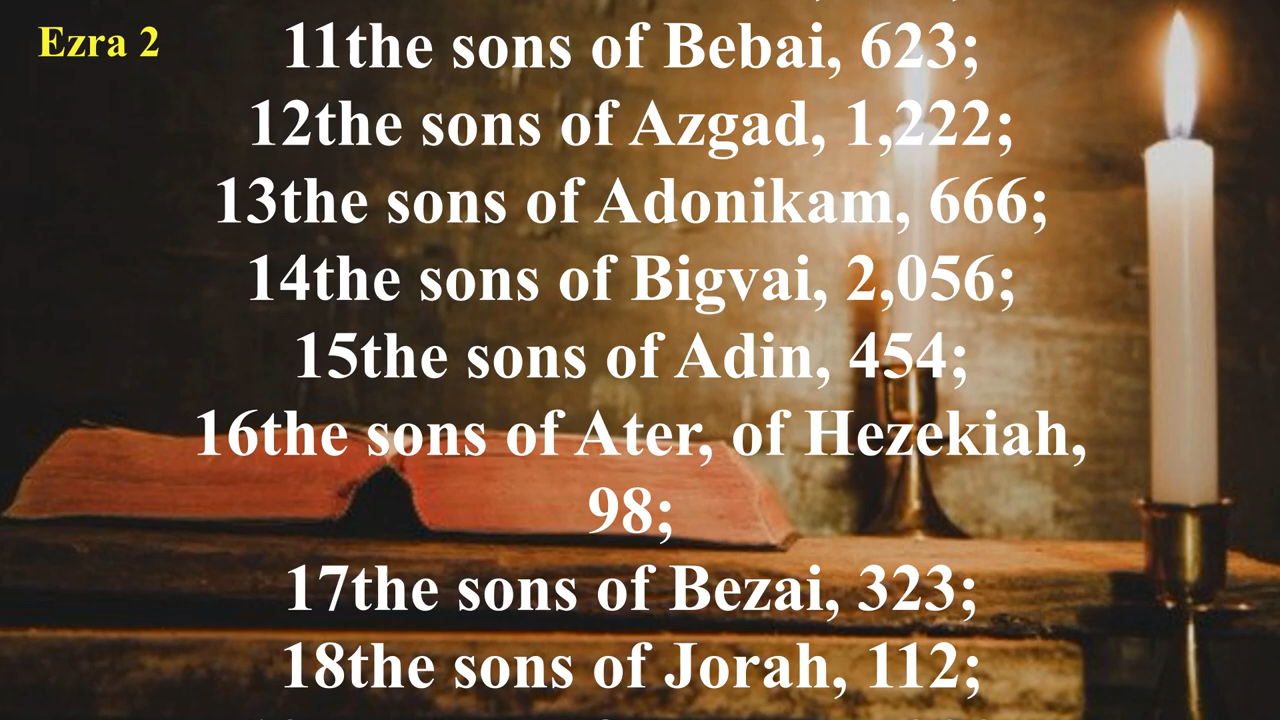 Ezra 2
11the sons of Bebai, 623;
12the sons of Azgad, 1,222;
13the sons of Adonikam, 666;
14the sons of Bigvai, 2,056;
15the sons of Adin, 454;
16the sons of Ater, of Hezekiah,
98;
17the sons of Bezai, 323;
18the sons of Jorah, 112;